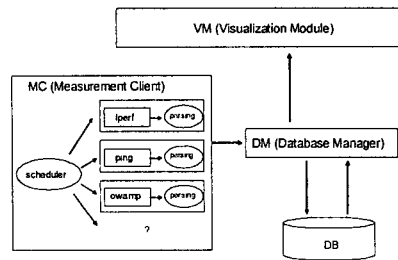 VM (Visualization Module)
MC (Measurement Client)
Iperf
parsing
ping
parsing
scheduler
owamp
parsing
?
DM (Database Manager)
DB